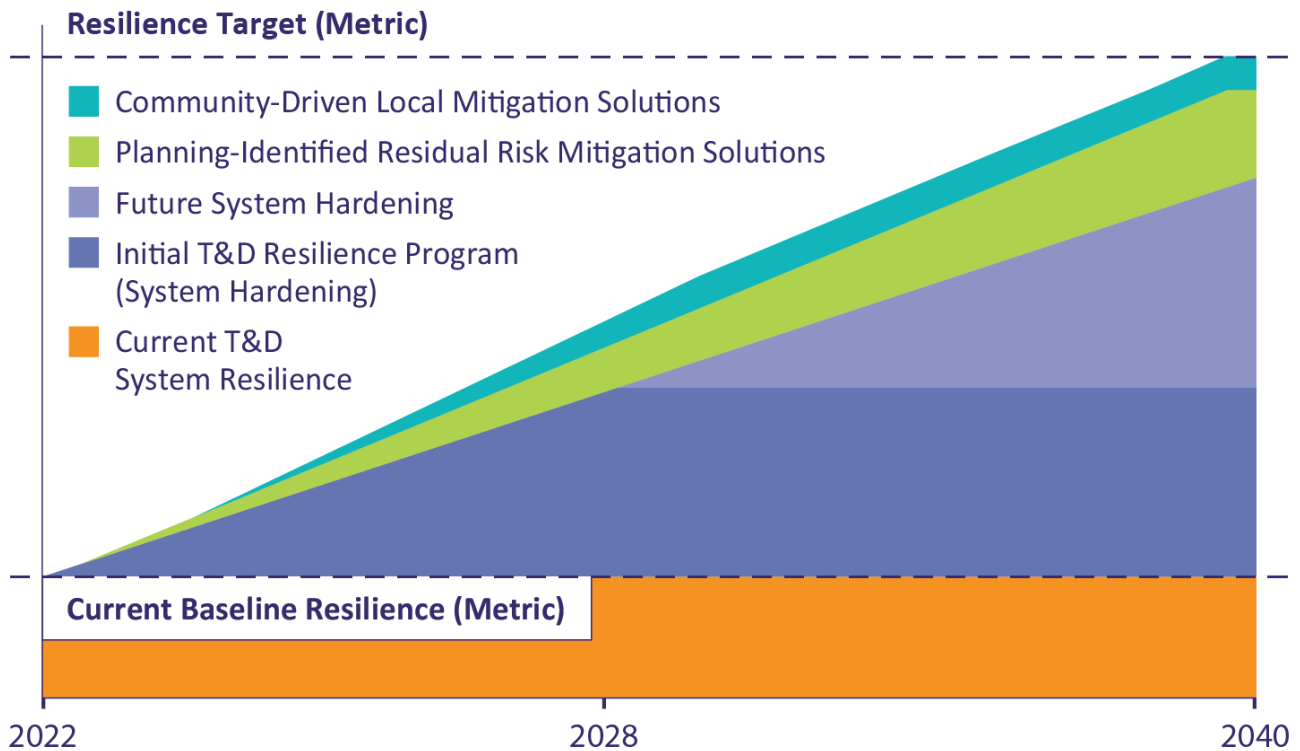 Resilience Target (Metric)
Community-Driven Local Mitigation Solutions
Planning-Identified Residual Risk Mitigation Solutions
Future System Hardening
Initial T&D Resilience Program
(System Hardening)
Current T&D
System Resilience
Current Baseline Resilience (Metric)
2022
2028
2040